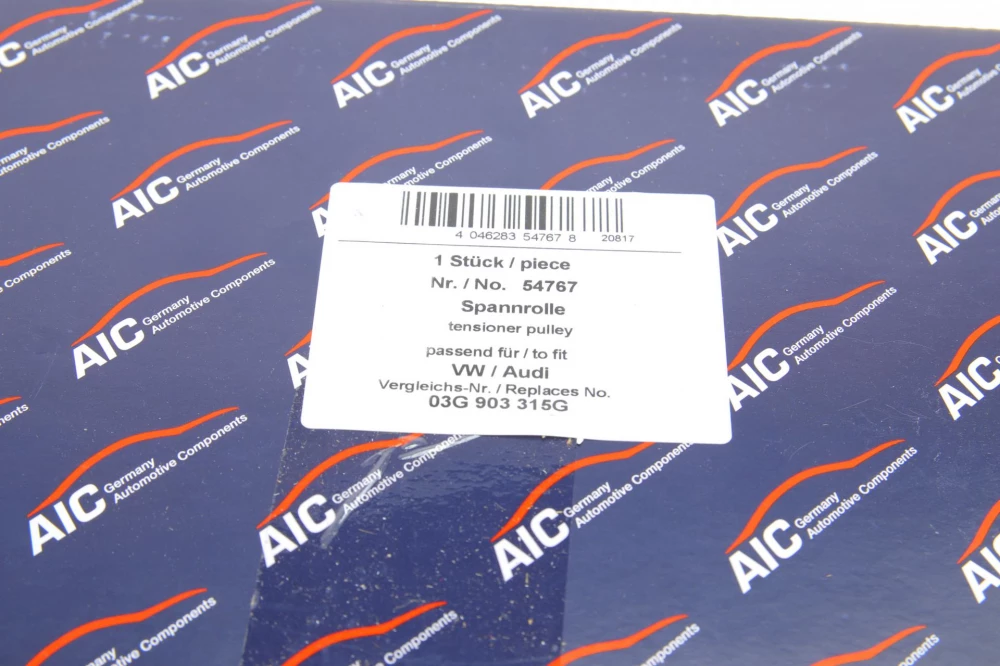 4 046283 54767 8 20817
1 Stück / piece
Nr. / No. 54767
Spannrolle
tensioner pulley
passend für / to fit
VW / Audi
Vergleichs-Nr. / Replaces No.
03G 903 315G
AIC Germany Automotive Components